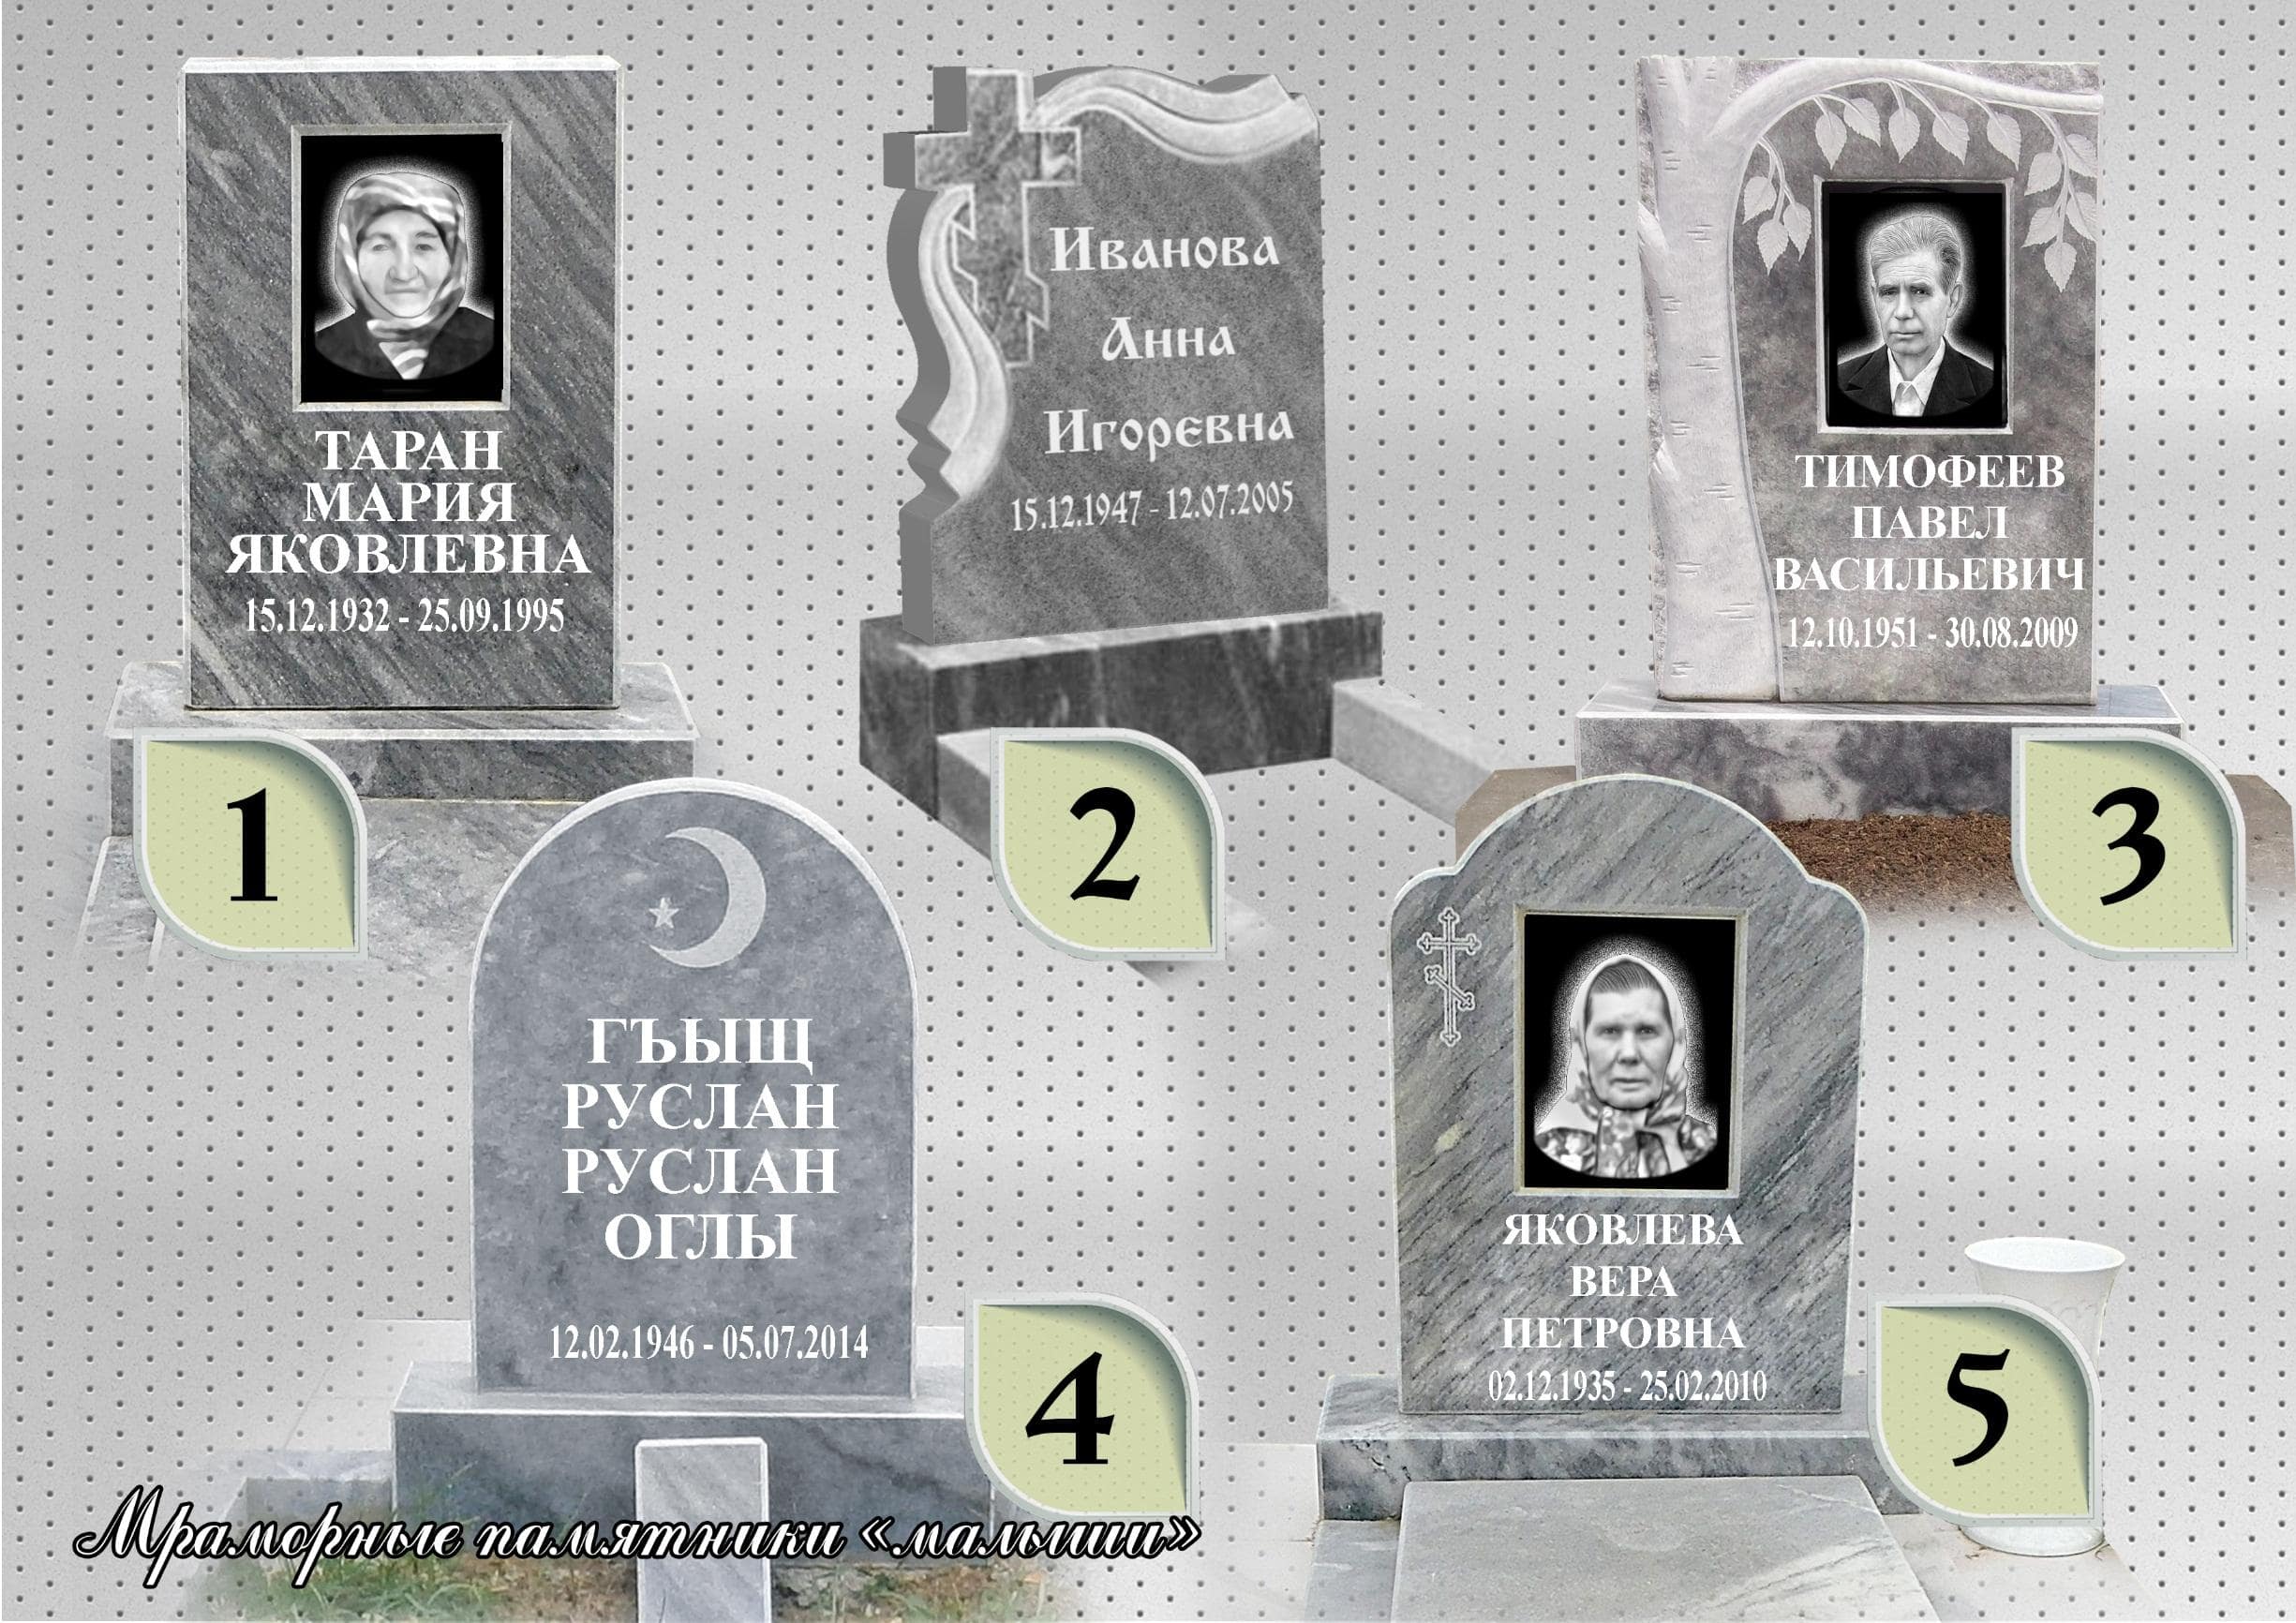 ТАРАН
МАРИЯ
ЯКОВЛЕВНА
15.12.1932 - 25.09.1995
1
Иванова
Анна
Игоревна
15.12.1947 - 12.07.2005
2
ТИМОФЕЕВ
ПАВЕЛ
ВАСИЛЬЕВИЧ
12.10.1951 - 30.08.2009
3
ГЪЫЩ
РУСЛАН
РУСЛАН
ОГЛЫ
12.02.1946 - 05.07.2014
4
ЯКОВЛЕВА
ВЕРА
ПЕТРОВНА
02.12.1935 - 25.02.2010
5
Мраморные памятники «малыши»